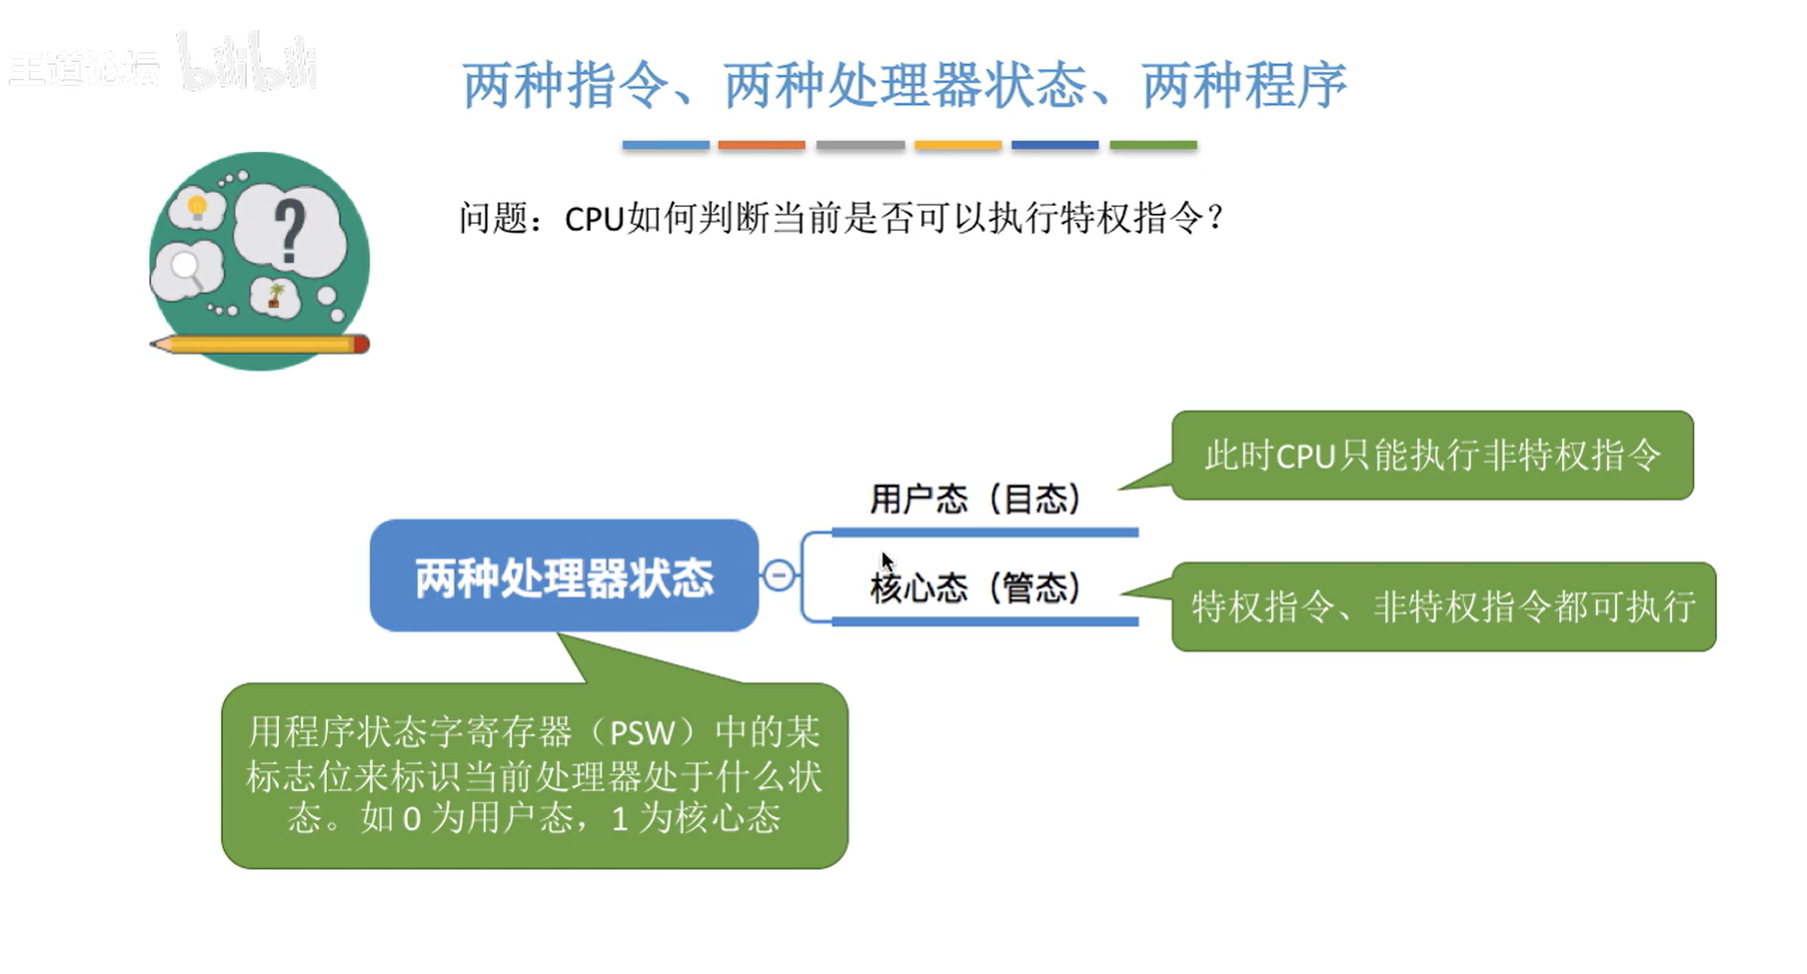 王道论坛 bilibili
两种指令、两种处理器状态、两种程序
问题：CPU如何判断当前是否可以执行特权指令？
?
此时CPU只能执行非特权指令
用户态（目态）
两种处理器状态
核心态（管态）
特权指令、非特权指令都可执行
用程序状态字寄存器（PSW）中的某
标志位来标识当前处理器处于什么状
态。如 0 为用户态，1 为核心态